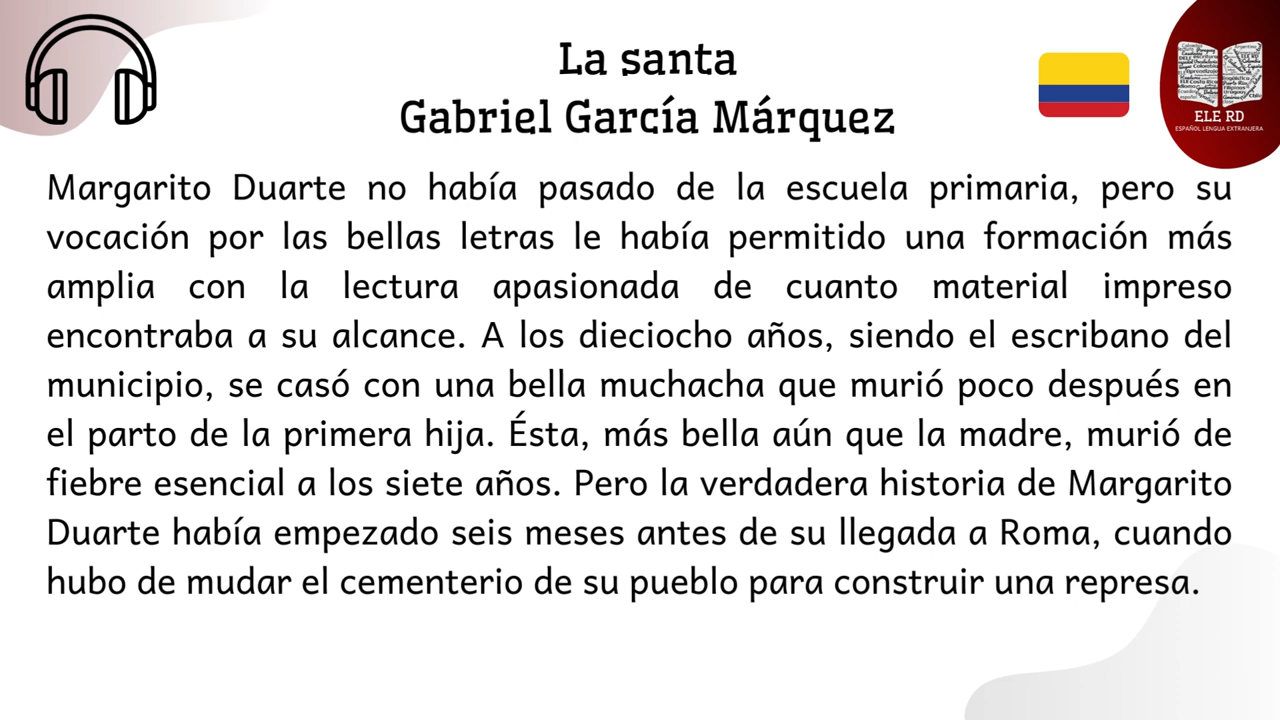 La santa
Gabriel García Márquez
ELE RD
ESPAÑOL LENGUA EXTRANJERA
Margarito Duarte no había pasado de la escuela primaria, pero su
vocación por las bellas letras le había permitido una formación más
amplia con la lectura apasionada de cuanto material impreso
encontraba a su alcance. A los dieciocho años, siendo el escribano del
municipio, se casó con una bella muchacha que murió poco después en
el parto de la primera hija. Ésta, más bella aún que la madre, murió de
fiebre esencial a los siete años. Pero la verdadera historia de Margarito
Duarte había empezado seis meses antes de su llegada a Roma, cuando
hubo de mudar el cementerio de su pueblo para construir una represa.